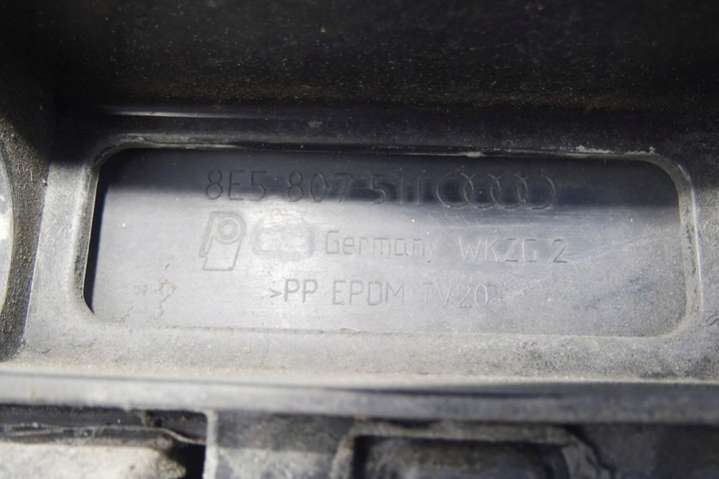 8E5 807 511
Germany WKZG 2
>PP EPDM TV20